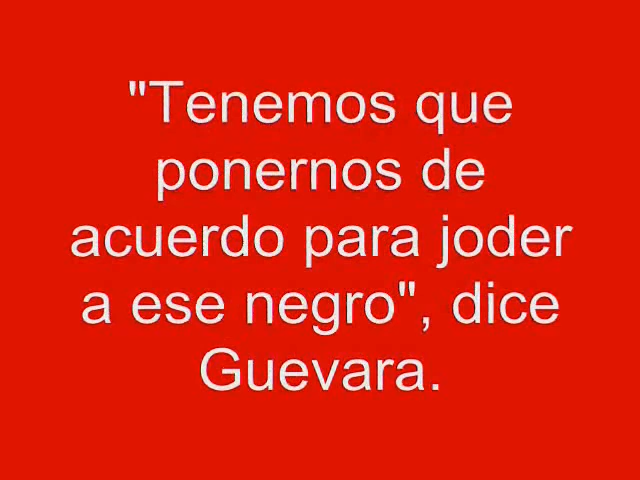 "Tenemos que
ponernos de
acuerdo para joder
a ese negro", dice
Guevara.